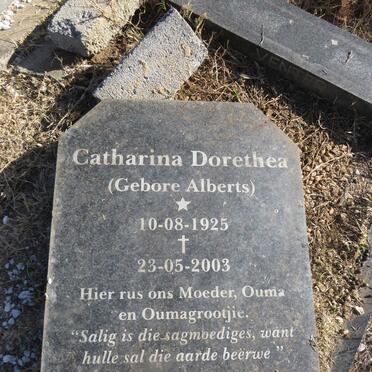 Catharina Dorethea
(Gebore Alberts)
10-08-1925
23-05-2003
Hier rus ons Moeder, Ouma
en Oumagrootjie.
"Salig is die sagmoediges, want
hulle sal die aarde beërwe"